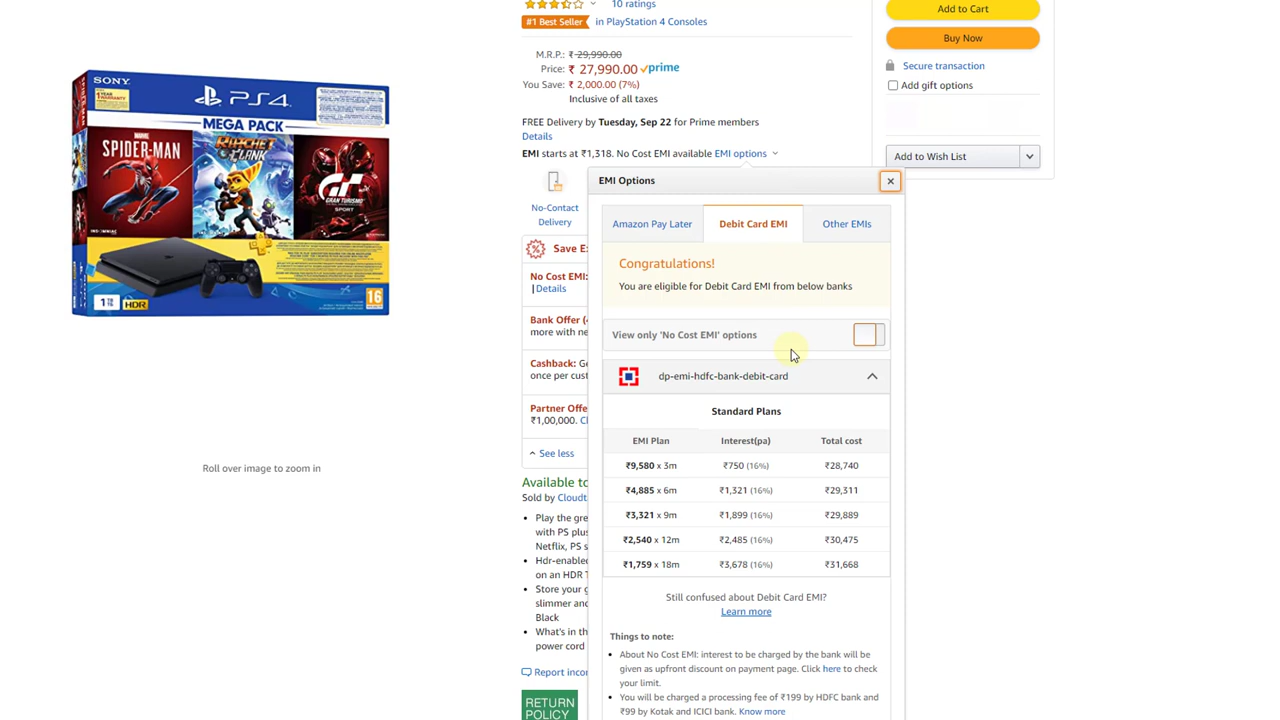 10 ratings
#1 Best Seller in PlayStation 4 Consoles
M.R.P.: ₹ 29,990.00
Price: ₹ 27,990.00 prime
You Save: ₹ 2,000.00 (7%)
Inclusive of all taxes
FREE Delivery by Tuesday, Sep 22 for Prime members
Details
EMI starts at ₹1,318. No Cost EMI available EMI options
No-Contact
Delivery
Save E
No Cost EMI:
Details
Bank Offer (
more with ne
Cashback: Ge
once per cust
Partner Offe
₹1,00,000. C
See less
Available to
Sold by Cloudt
Play the gre
with PS plus
Netflix, PS s
Hdr-enabled
on an HDR T
Store your g
slimmer and
Black
What's in th
power cord
Report incor
RETURN
POLICY
SONY
PS4
MEGA PACK
MARVEL
SPIDER-MAN
RATCHET
CLANK
GT
GRAN TURISMO
SPORT
1TB HDR
16
Roll over image to zoom in
Add to Cart
Buy Now
Secure transaction
Add gift options
Add to Wish List
EMI Options
Amazon Pay Later Debit Card EMI Other EMIs
Congratulations!
You are eligible for Debit Card EMI from below banks
View only 'No Cost EMI' options
dp-emi-hdfc-bank-debit-card
Standard Plans
EMI Plan Interest(pa) Total cost
₹9,580 x 3m ₹750 (16%) ₹28,740
₹4,885 x 6m ₹1,321 (16%) ₹29,311
₹3,321 x 9m ₹1,899 (16%) ₹29,889
₹2,540 x 12m ₹2,485 (16%) ₹30,475
₹1,759 x 18m ₹3,678 (16%) ₹31,668
Still confused about Debit Card EMI?
Learn more
Things to note:
About No Cost EMI: interest to be charged by the bank will be
given as upfront discount on payment page. Click here to check
your limit.
You will be charged a processing fee of ₹199 by HDFC bank and
₹99 by Kotak and ICICI bank. Know more